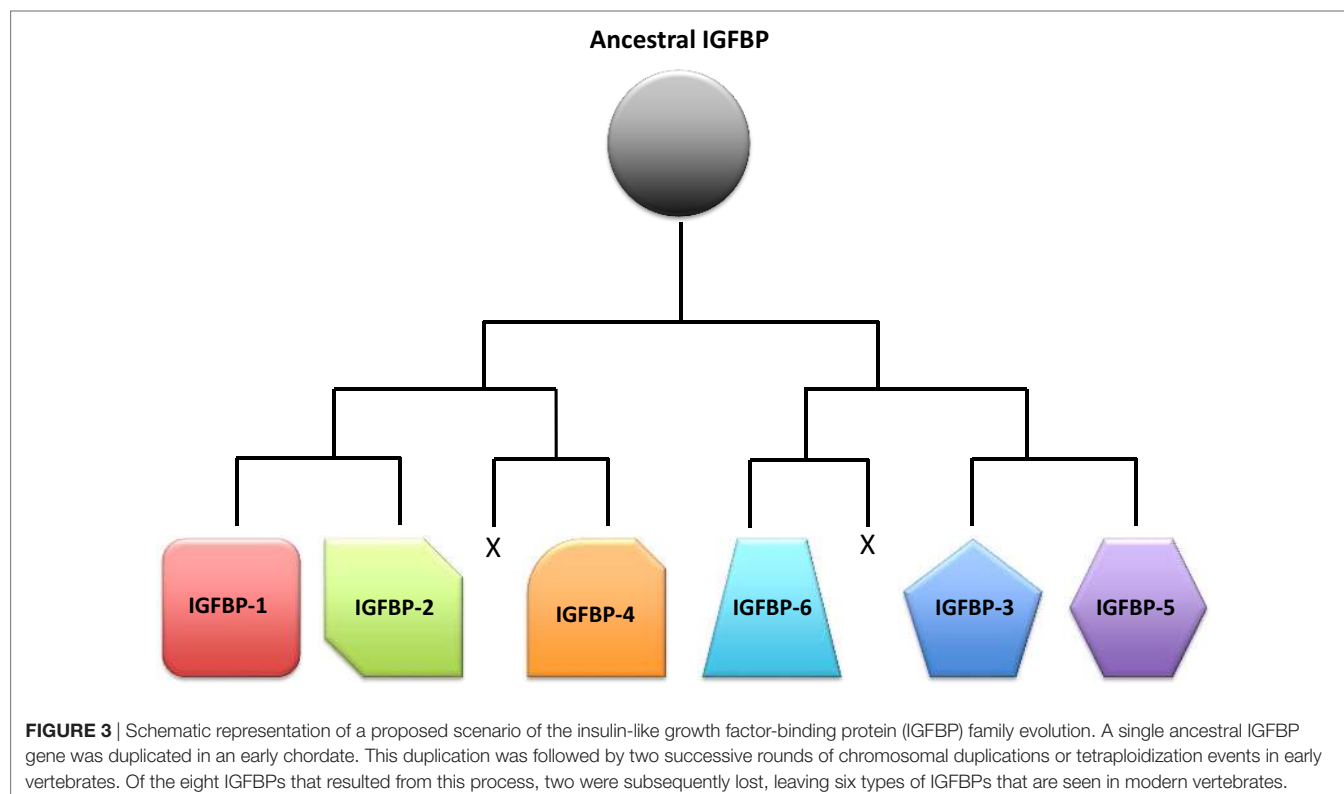 Ancestral IGFBP
X
X
IGFBP-1
IGFBP-2
IGFBP-4
IGFBP-6
IGFBP-3
IGFBP-5
FIGURE 3 | Schematic representation of a proposed scenario of the insulin-like growth factor-binding protein (IGFBP) family evolution. A single ancestral IGFBP
gene was duplicated in an early chordate. This duplication was followed by two successive rounds of chromosomal duplications or tetraploidization events in early
vertebrates. Of the eight IGFBPs that resulted from this process, two were subsequently lost, leaving six types of IGFBPs that are seen in modern vertebrates.